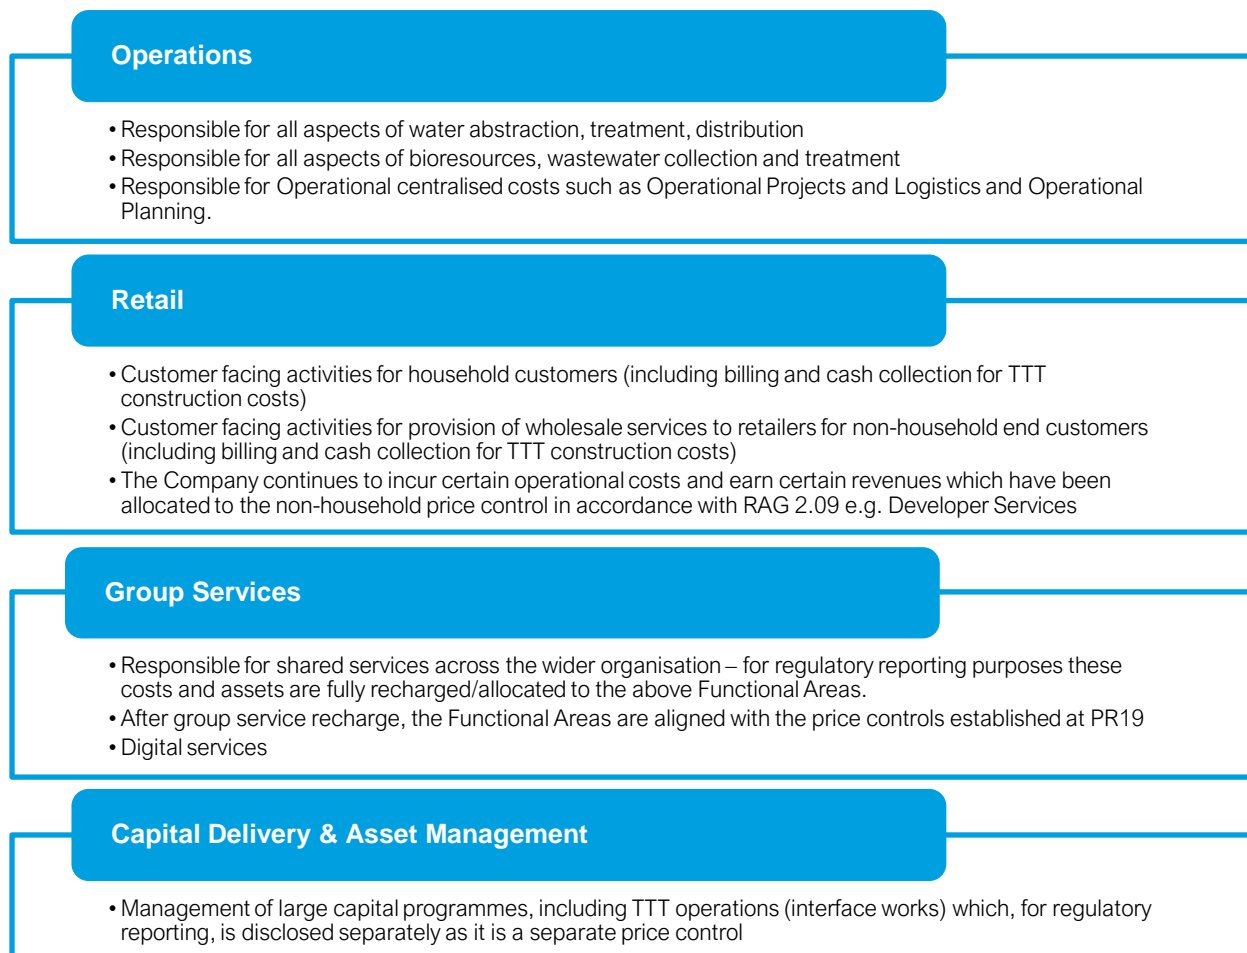 Operations
• Responsible for all aspects of water abstraction, treatment, distribution
• Responsible for all aspects of bioresources, wastewater collection and treatment
• Responsible for Operational centralised costs such as Operational Projects and Logistics and Operational
Planning.
Retail
• Customer facing activities for household customers (including billing and cash collection for TTT
construction costs)
• Customer facing activities for provision of wholesale services to retailers for non-household end customers
(including billing and cash collection for TTT construction costs)
• The Company continues to incur certain operational costs and earn certain revenues which have been
allocated to the non-household price control in accordance with RAG 2.09 e.g. Developer Services
Group Services
• Responsible for shared services across the wider organisation – for regulatory reporting purposes these
costs and assets are fully recharged/allocated to the above Functional Areas.
• After group service recharge, the Functional Areas are aligned with the price controls established at PR19
• Digital services
Capital Delivery & Asset Management
• Management of large capital programmes, including TTT operations (interface works) which, for regulatory
reporting, is disclosed separately as it is a separate price control